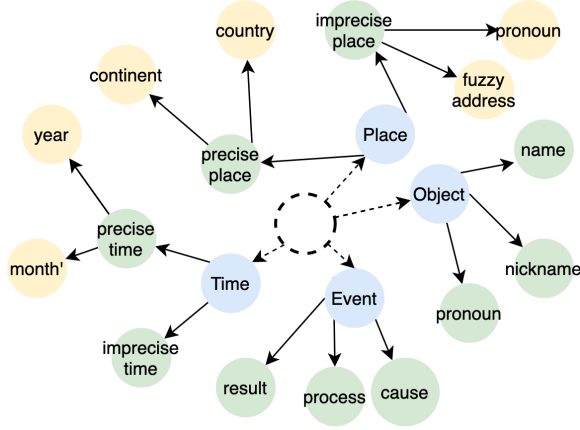 country
imprecise
place
pronoun
continent
fuzzy
address
year
Place
name
precise
place
Object
precise
time
month'
Time
nickname
Event
pronoun
imprecise
time
result
process
cause